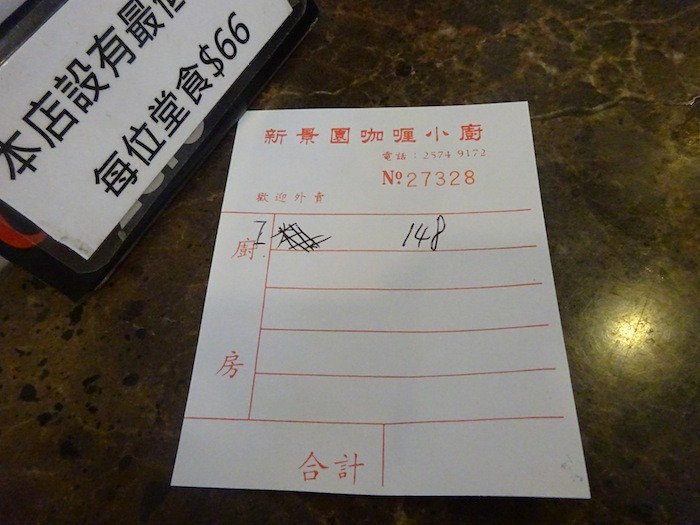 本店設有最低
每位堂食$66
新景園咖喱小廚
電話：2574 9172
№27328
歡迎外賣
廚房
I 148
合計